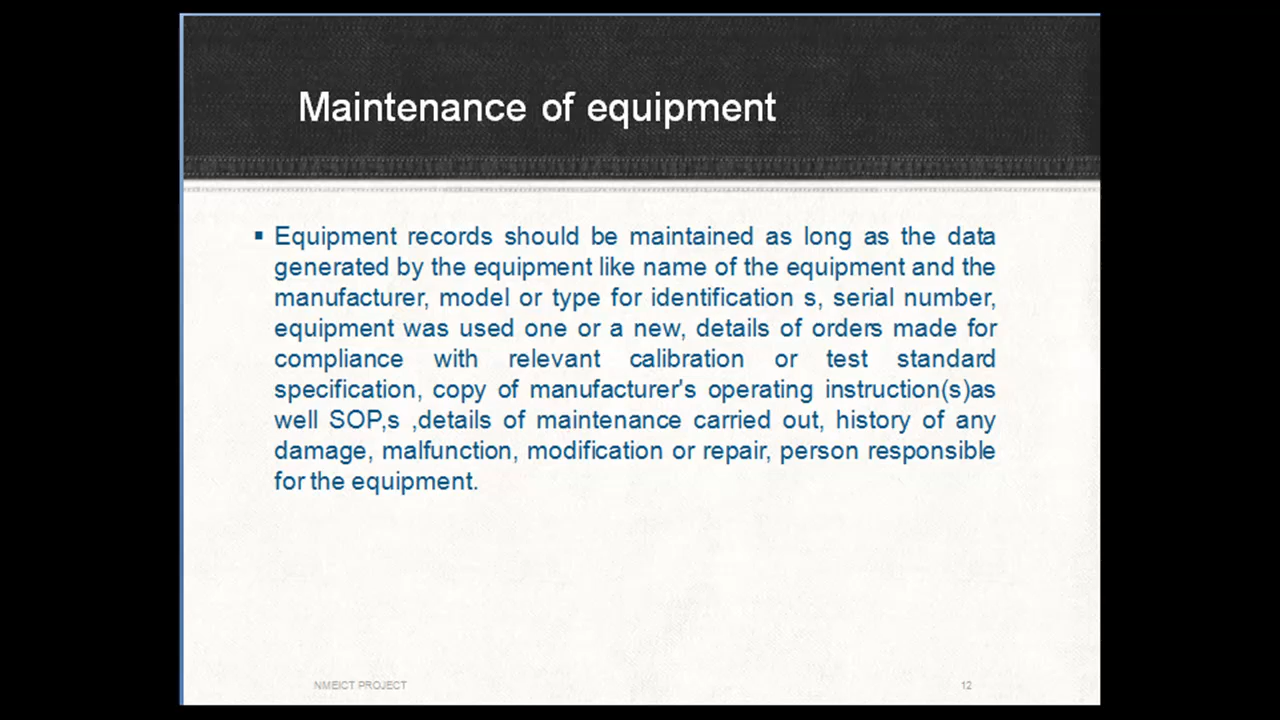 Maintenance of equipment
▪ Equipment records should be maintained as long as the data
generated by the equipment like name of the equipment and the
manufacturer, model or type for identification s, serial number,
equipment was used one or a new, details of orders made for
compliance with relevant calibration or test standard
specification, copy of manufacturer's operating instruction(s)as
well SOP,s ,details of maintenance carried out, history of any
damage, malfunction, modification or repair, person responsible
for the equipment.
NMEICT PROJECT
12